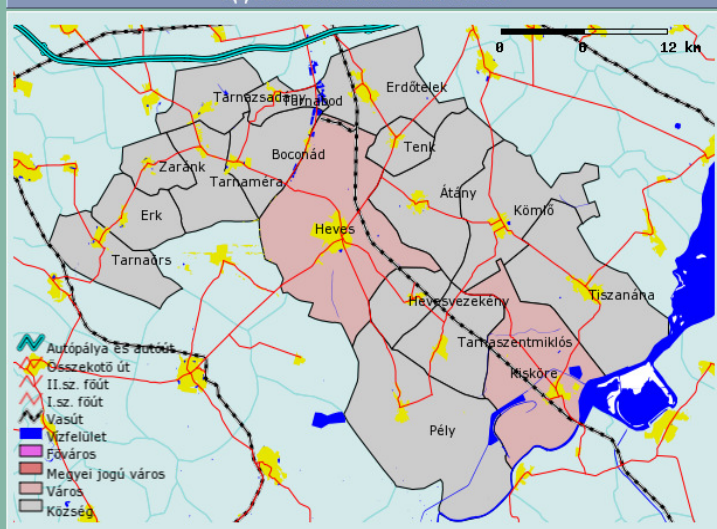 0 6 12 km
Erdőtelek
Tarnazsadány
Tarnabod
Tenk
Boconád
Zaránk
Tarnaméra
Átány
Kömlő
Erk
Heves
Tarnaörs
Tiszanána
Hevesvezekény
Tarnaszentmiklós
Kisköre
Pély
Autópálya és autóút
Összekötő út
II.sz. főút
I.sz. főút
Vasút
Vízfelület
Főváros
Megyei jogú város
Város
Község